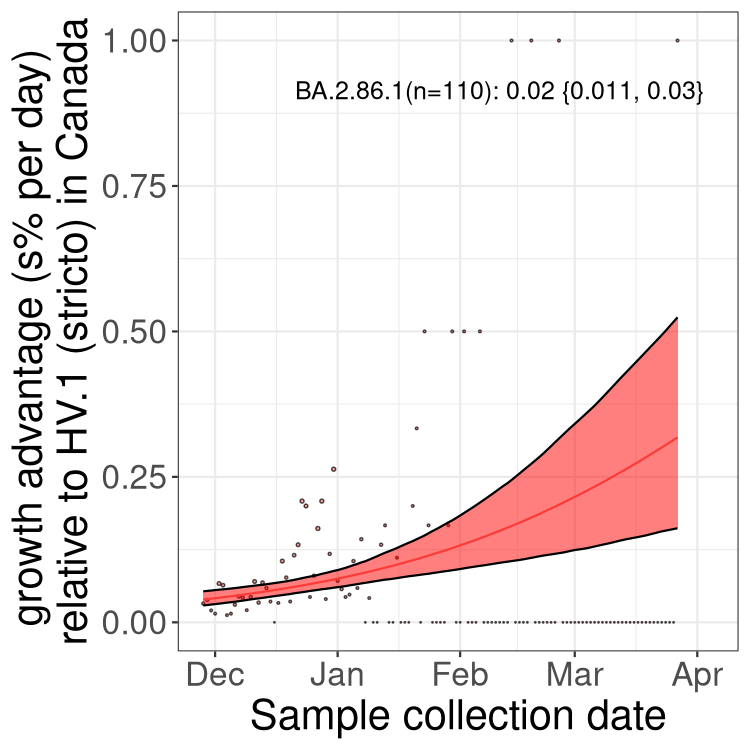 growth advantage (s% per day)
relative to HV.1 (stricto) in Canada
1.00
0.75
0.50
0.25
0.00
BA.2.86.1(n=110): 0.02 {0.011, 0.03}
Dec Jan Feb Mar Apr
Sample collection date